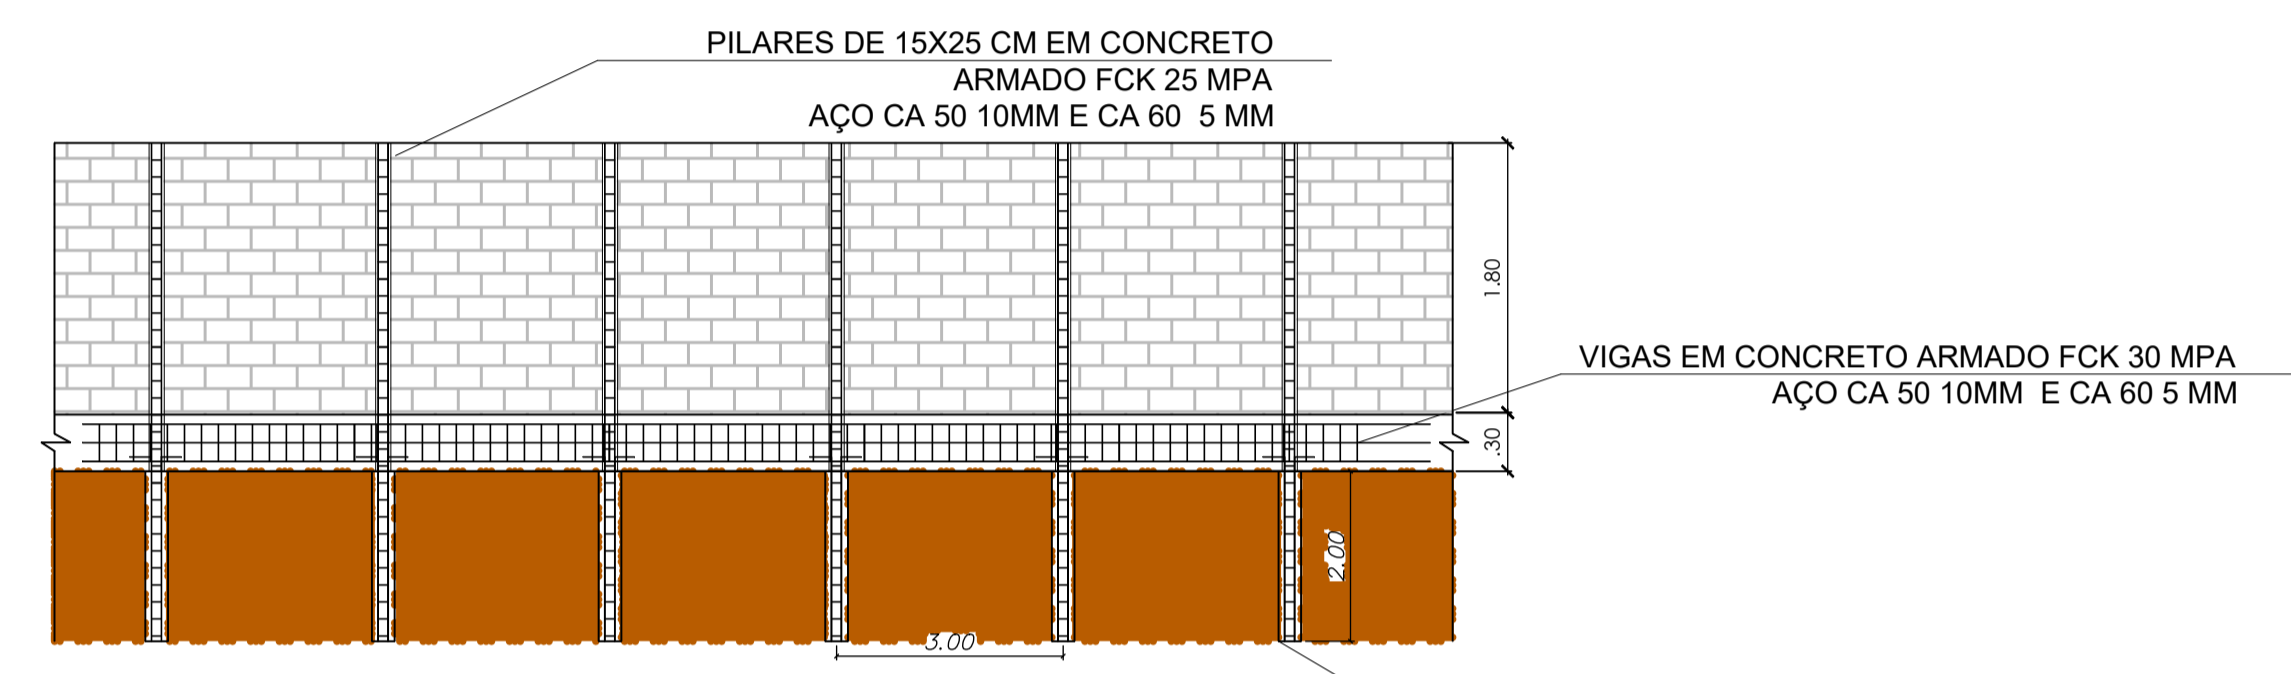 PILARES DE 15X25 CM EM CONCRETO
ARMADO FCK 25 MPA
AÇO CA 50 10MM E CA 60 5 MM
1.80
VIGAS EM CONCRETO ARMADO FCK 30 MPA
AÇO CA 50 10MM E CA 60 5 MM
.30
2.00
3.00